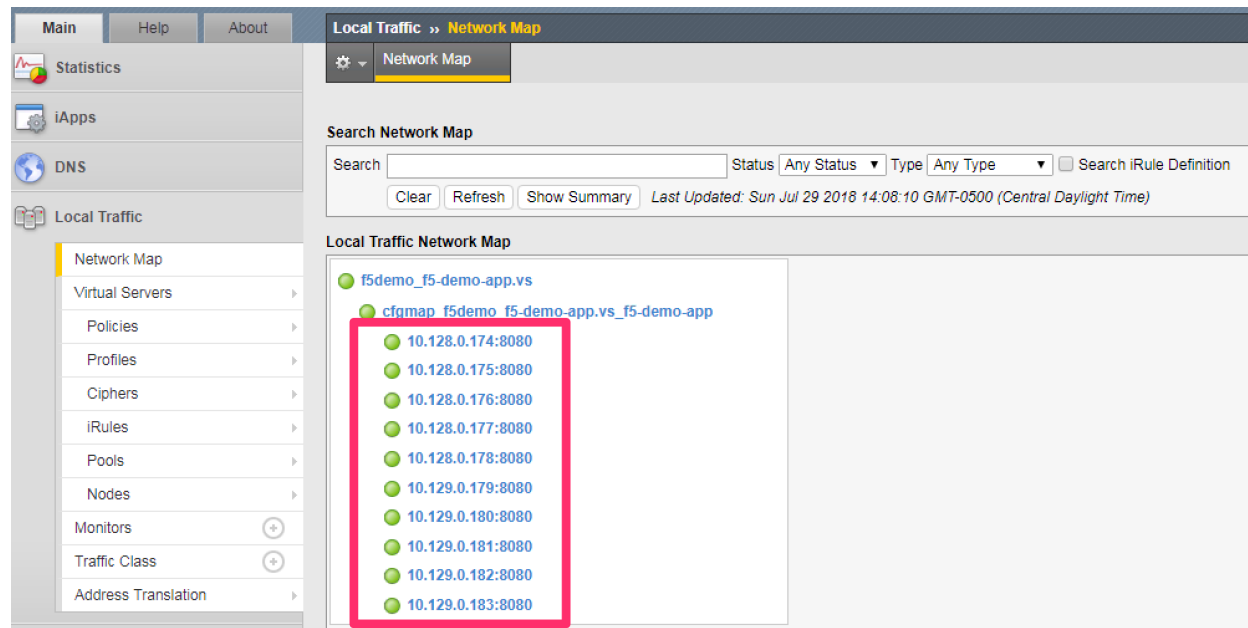 Main Help About
Local Traffic ›› Network Map
Network Map
Statistics
iApps
DNS
Local Traffic
Network Map
Virtual Servers
Policies
Profiles
Ciphers
iRules
Pools
Nodes
Monitors
Traffic Class
Address Translation
Search Network Map
Search Status Any Status Type Any Type Search iRule Definition
Clear Refresh Show Summary Last Updated: Sun Jul 29 2018 14:08:10 GMT-0500 (Central Daylight Time)
Local Traffic Network Map
f5demo_f5-demo-app.vs
cfgmap_f5demo_f5-demo-app.vs_f5-demo-app
10.128.0.174:8080
10.128.0.175:8080
10.128.0.176:8080
10.128.0.177:8080
10.128.0.178:8080
10.129.0.179:8080
10.129.0.180:8080
10.129.0.181:8080
10.129.0.182:8080
10.129.0.183:8080